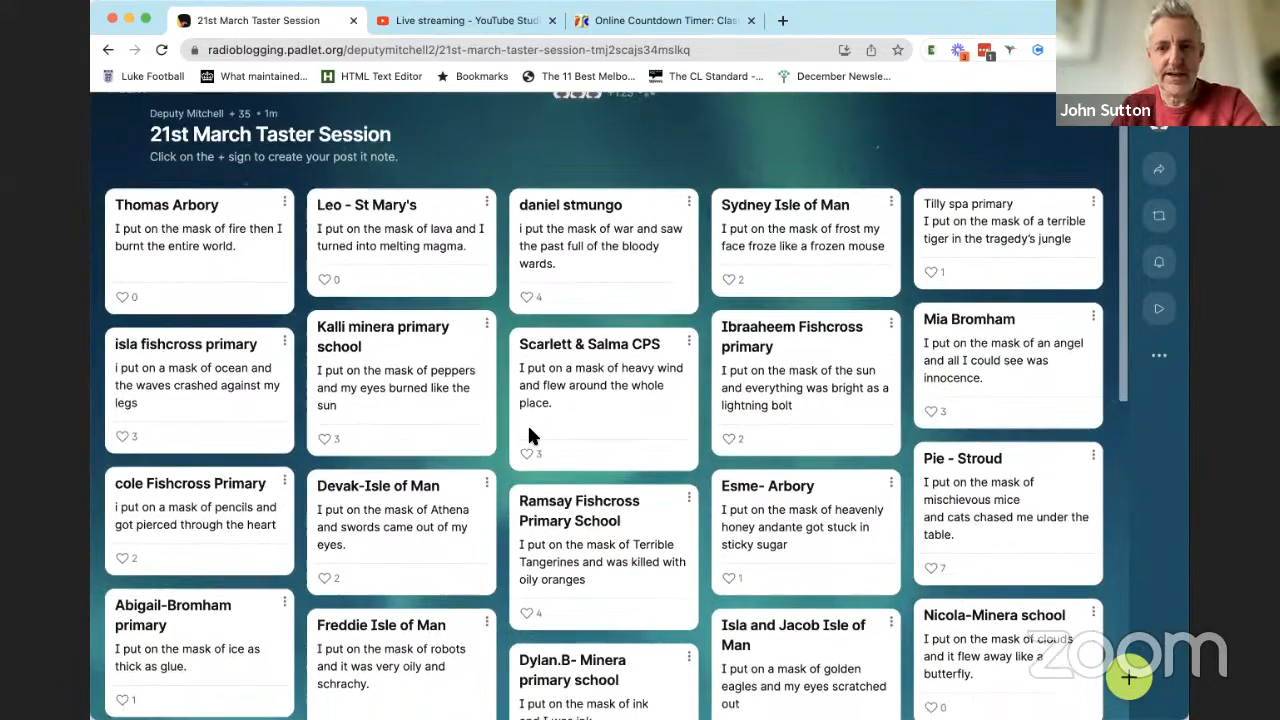 21st March Taster Session
Live streaming - YouTube Studi
Online Countdown Timer: Clas
radioblogging.padlet.org/deputymitchell2/21st-march-taster-session-tmj2scajs34mslkq
Luke Football
What maintained...
HTML Text Editor
Bookmarks
The 11 Best Melbo...
The CL Standard -...
December Newsle...
John Sutton
Deputy Mitchell + 35 • 1m
21st March Taster Session
Click on the + sign to create your post it note.
Thomas Arbory
I put on the mask of fire then I
burnt the entire world.
0
isla fishcross primary
i put on a mask of ocean and
the waves crashed against my
legs
3
cole Fishcross Primary
i put on a mask of pencils and
got pierced through the heart
2
Abigail-Bromham
primary
I put on the mask of ice as
thick as glue.
1
Leo - St Mary's
I put on the mask of lava and I
turned into melting magma.
0
Kalli minera primary
school
I put on the mask of peppers
and my eyes burned like the
sun
3
Devak-Isle of Man
I put on the mask of Athena
and swords came out of my
eyes.
2
Freddie Isle of Man
I put on the mask of robots
and it was very oily and
schrachy.
daniel stmungo
i put the mask of war and saw
the past full of the bloody
wards.
4
Scarlett & Salma CPS
I put on a mask of heavy wind
and flew around the whole
place.
3
Ramsay Fishcross
Primary School
I put on the mask of Terrible
Tangerines and was killed with
oily oranges
4
Dylan.B- Minera
primary school
I put on the mask of ink
and I was ink
Sydney Isle of Man
I put on the mask of frost my
face froze like a frozen mouse
2
Ibraaheem Fishcross
primary
I put on the mask of the sun
and everything was bright as a
lightning bolt
2
Esme- Arbory
I put on the mask of heavenly
honey andante got stuck in
sticky sugar
1
Isla and Jacob Isle of
Man
I put on a mask of golden
eagles and my eyes scratched
out
Tilly spa primary
I put on the mask of a terrible
tiger in the tragedy's jungle
1
Mia Bromham
I put on the mask of an angel
and all I could see was
innocence.
3
Pie - Stroud
I put on the mask of
mischievous mice
and cats chased me under the
table.
7
Nicola-Minera school
I put on the mask of clouds
and it flew away like a
butterfly.
0
zoom